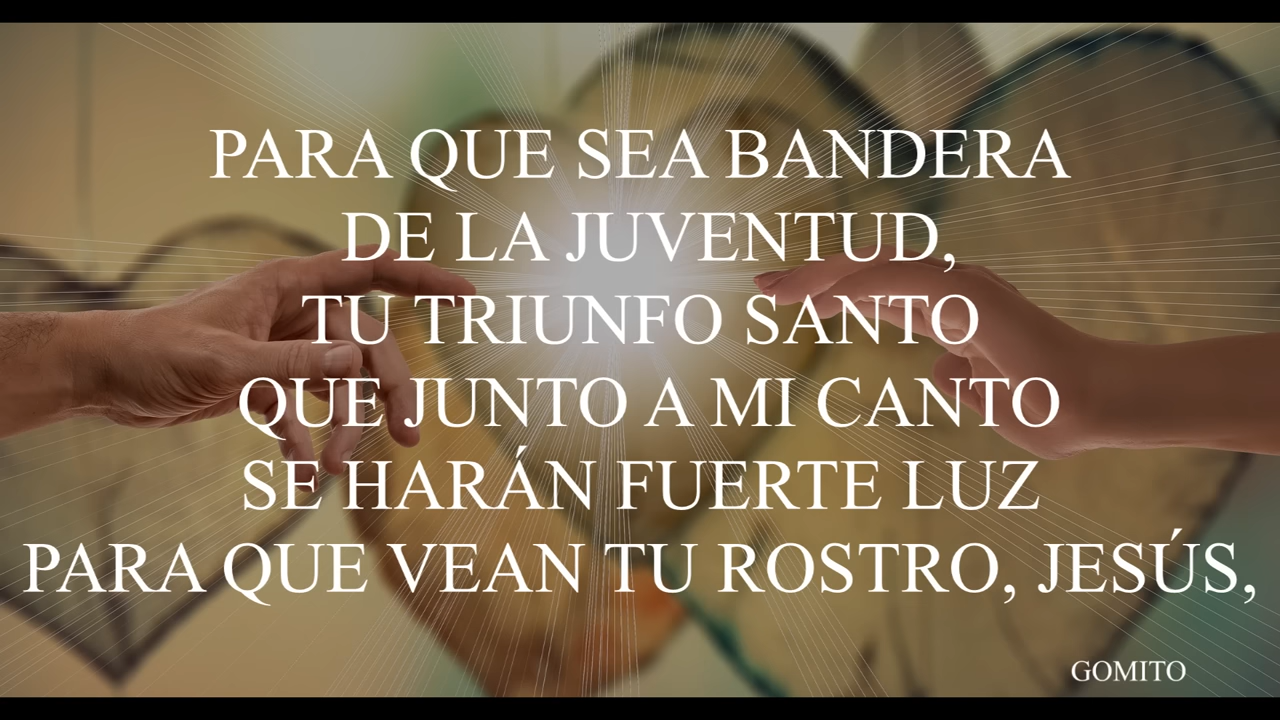 PARA QUE SEA BANDERA
DE LA JUVENTUD,
TU TRIUNFO SANTO
QUE JUNTO A MI CANTO
SE HARÁN FUERTE LUZ
PARA QUE VEAN TU ROSTRO, JESÚS,
GOMITO